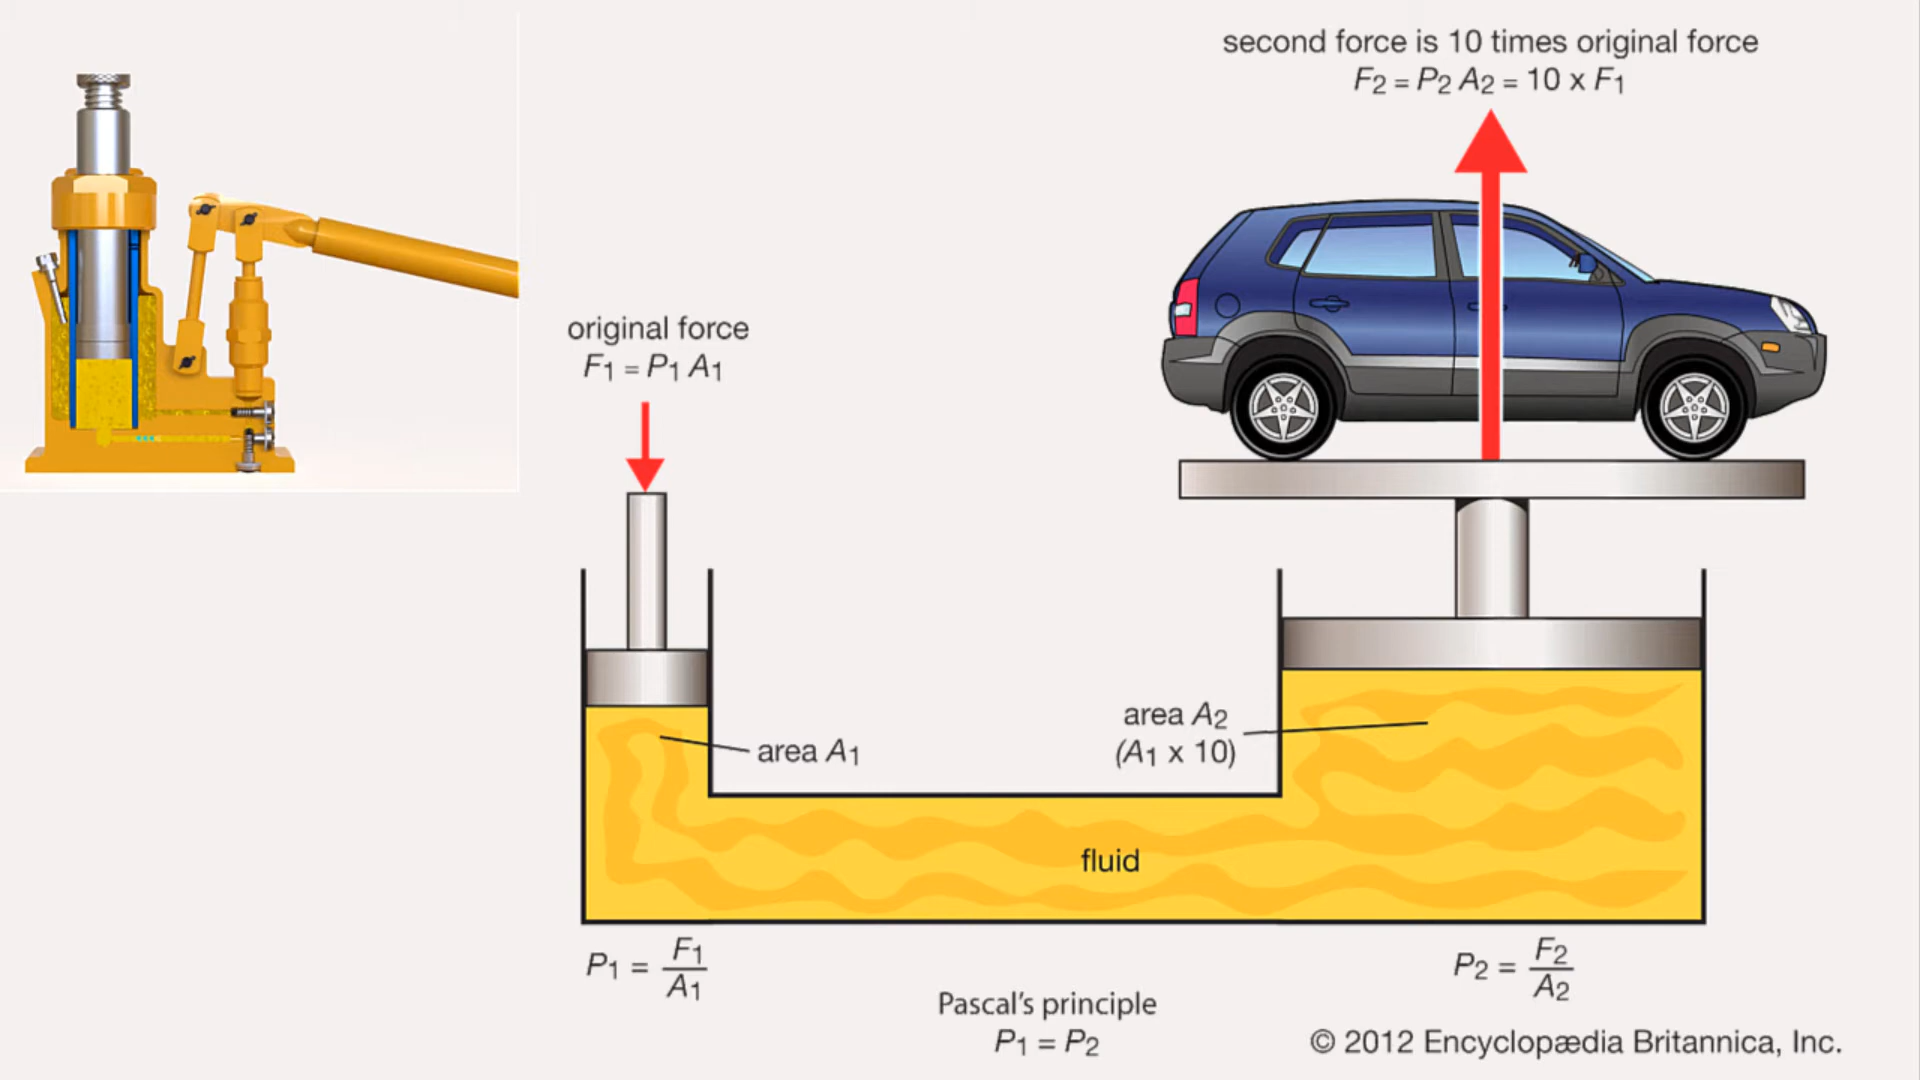 second force is 10 times original force
F2 = P2 A2 = 10 x F1
original force
F1 = P1 A1
area A1
area A2
(A1 x 10)
fluid
P1 = F1/A1
P2 = F2/A2
Pascal's principle
P1 = P2
© 2012 Encyclopædia Britannica, Inc.